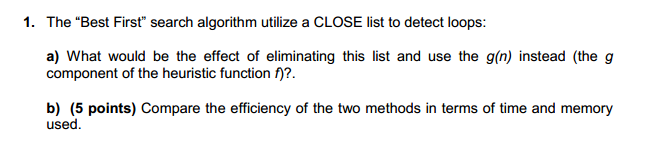 1. The “Best First” search algorithm utilize a CLOSE list to detect loops:
a) What would be the effect of eliminating this list and use the g(n) instead (the g
component of the heuristic function f)?.
b) (5 points) Compare the efficiency of the two methods in terms of time and memory
used.